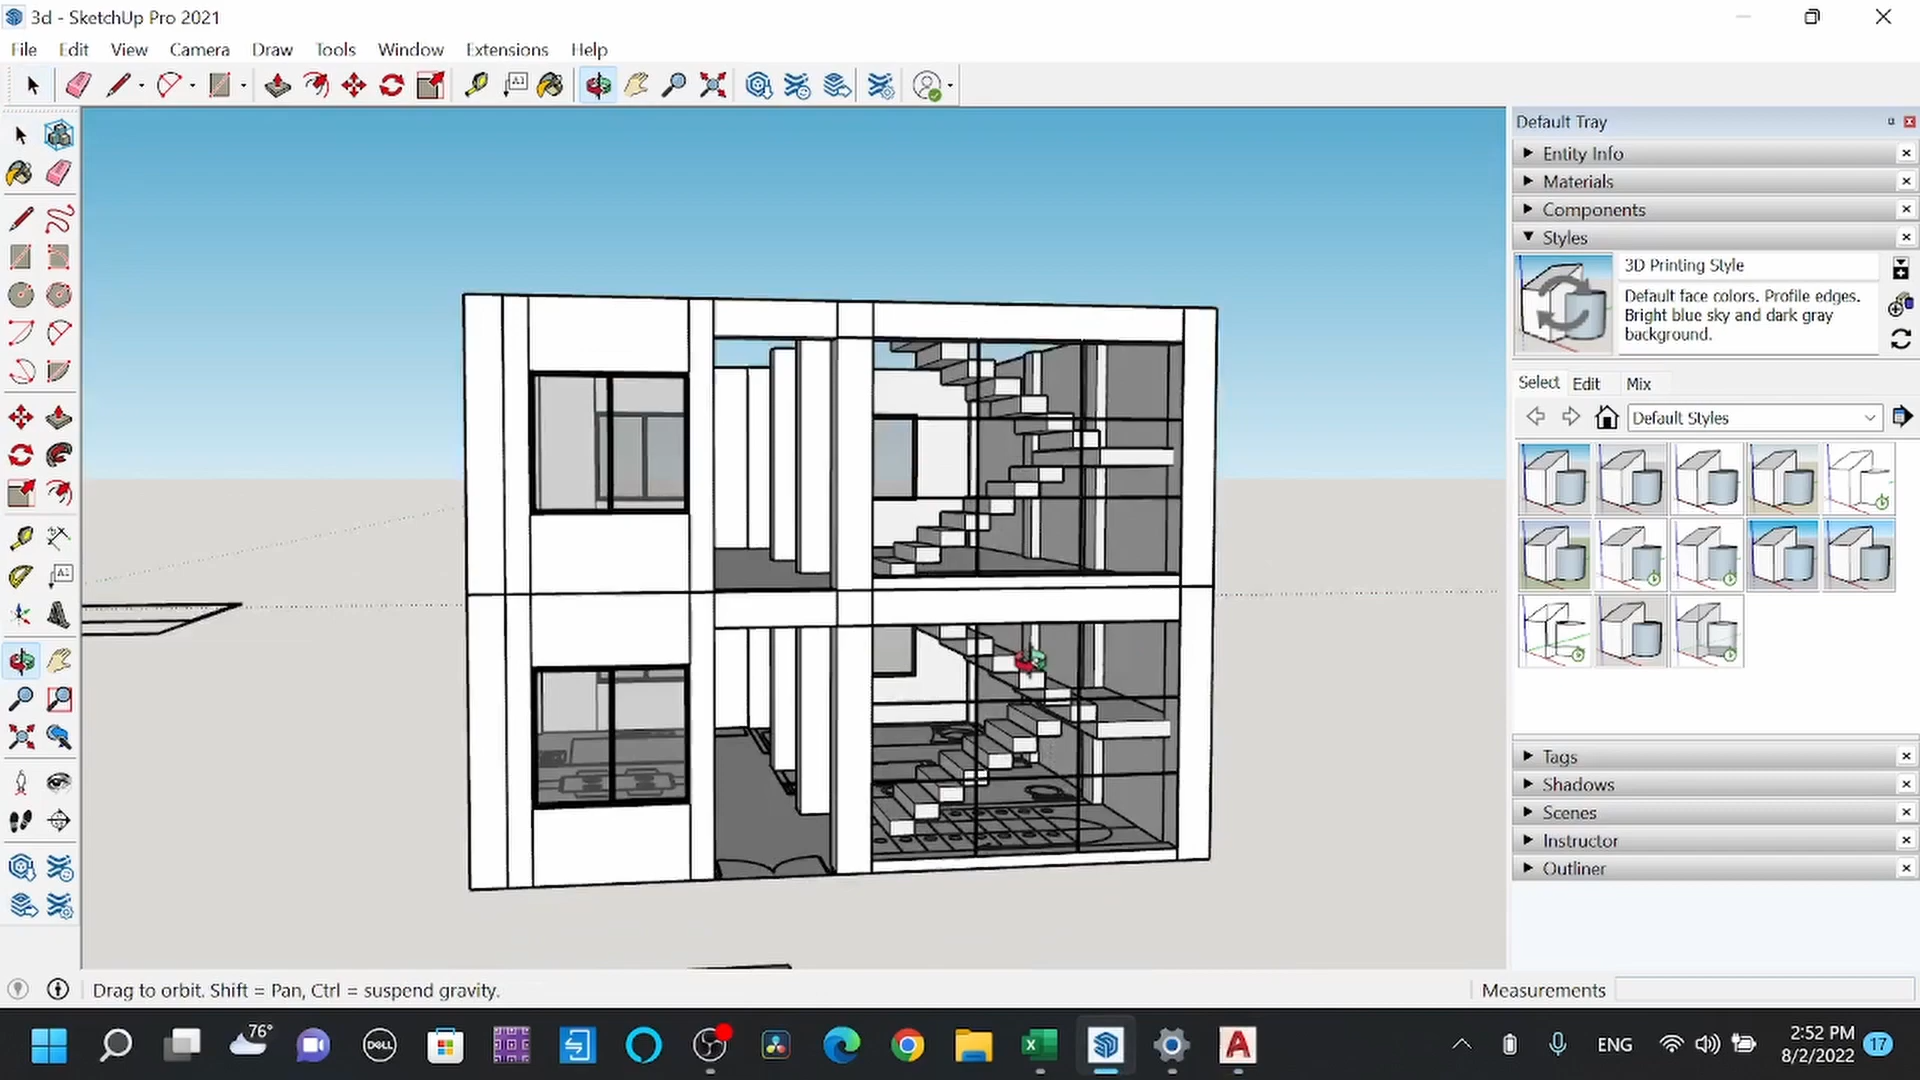 3d - SketchUp Pro 2021
File Edit View Camera Draw Tools Window Extensions Help
A1
Default Tray
Entity Info
Materials
Components
Styles
3D Printing Style
Default face colors. Profile edges.
Bright blue sky and dark gray
background.
Select Edit Mix
Default Styles
A1
Tags
Shadows
Scenes
Instructor
Outliner
Drag to orbit. Shift = Pan, Ctrl = suspend gravity.
Measurements
76°
DELL
X
A
ENG
2:52 PM
8/2/2022
17